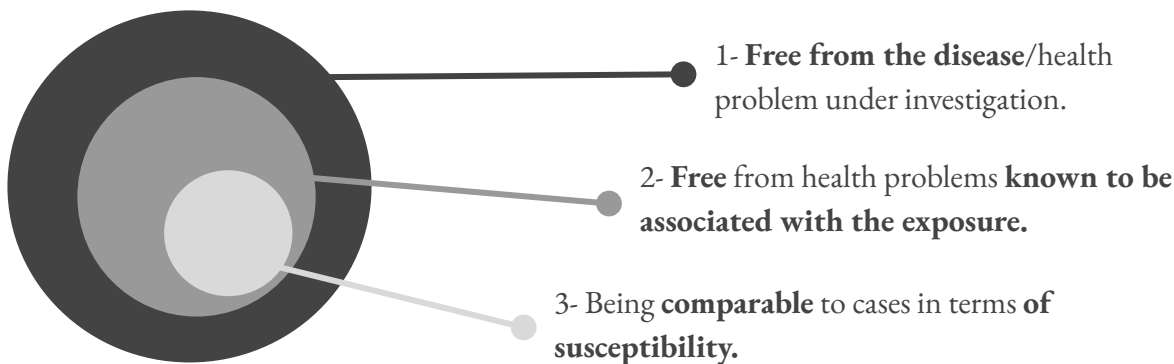 1- Free from the disease/health
problem under investigation.
2- Free from health problems known to be
associated with the exposure.
3- Being comparable to cases in terms of
susceptibility.